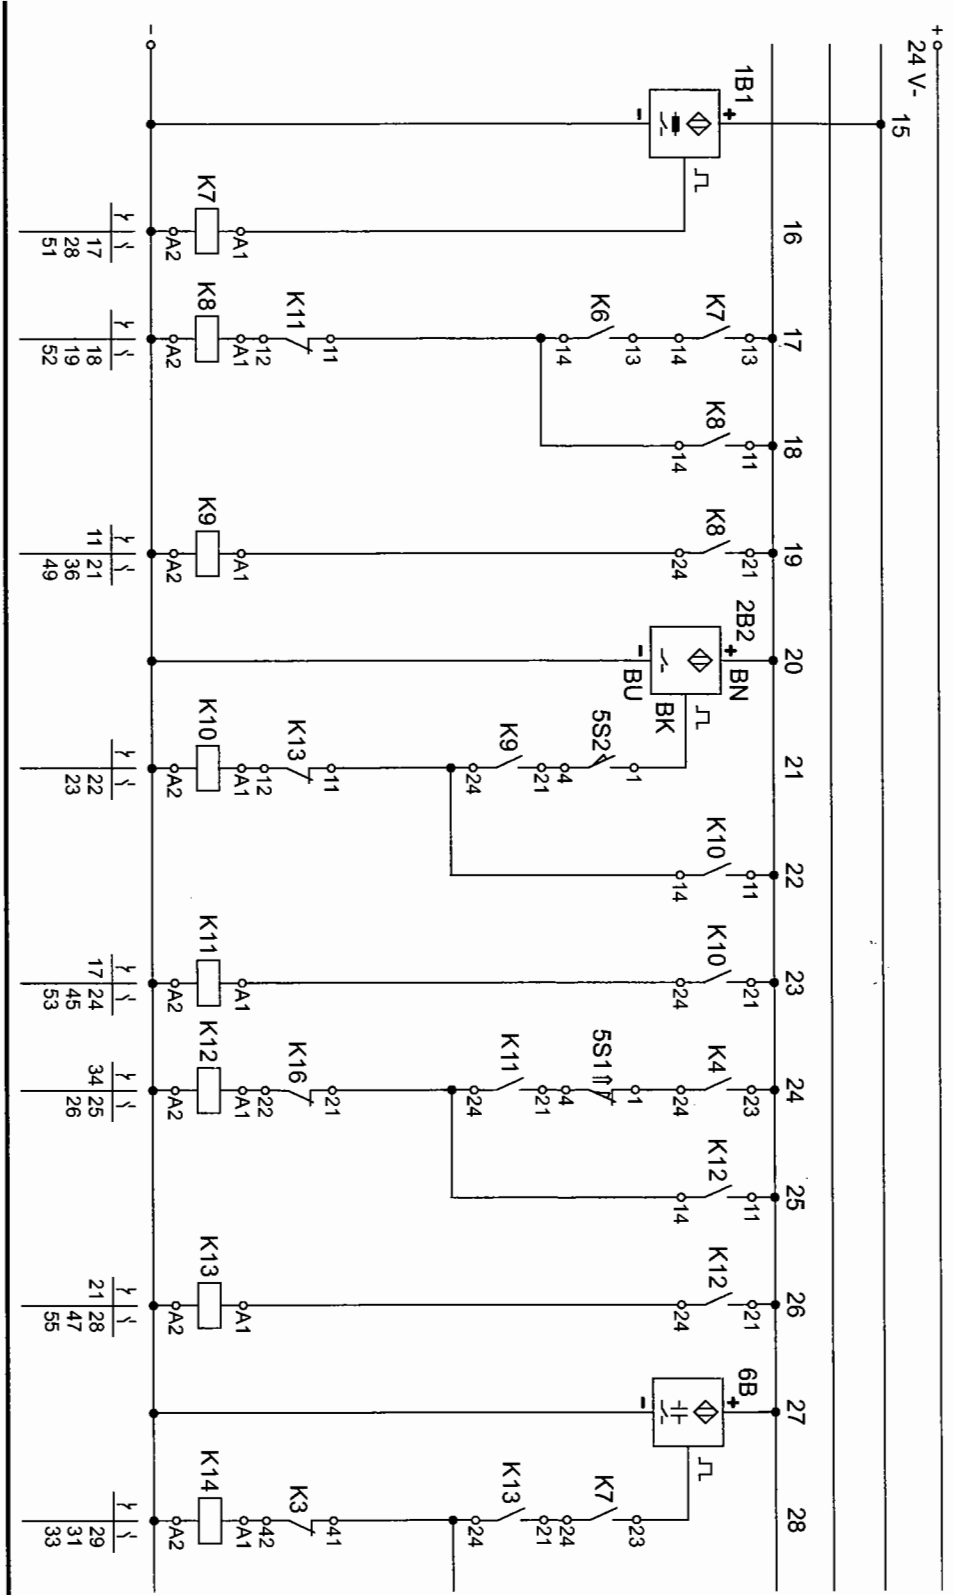 +
24 V-
-
15
1B1
+
-
16
K7
A1
A2
17
28
51
17
K7
13
14
K6
13
14
K11
11
12
K8
A1
A2
18
19
52
18
K8
11
14
19
K8
21
24
K9
A1
A2
11 21
36
49
20
2B2
+
BN
-
BU
BK
21
5S2
1
4
K9
21
24
K13
11
12
K10
A1
A2
22
23
22
K10
11
14
23
K10
21
24
K11
A1
A2
17 24
45
53
24
K4
23
24
5S1
1
4
K11
21
24
K16
21
22
K12
A1
A2
34 25
26
25
K12
11
14
26
K12
21
24
K13
A1
A2
21 28
47
55
27
6B
+
-
28
K7
23
24
K13
21
24
K3
41
42
K14
A1
A2
29
31
33